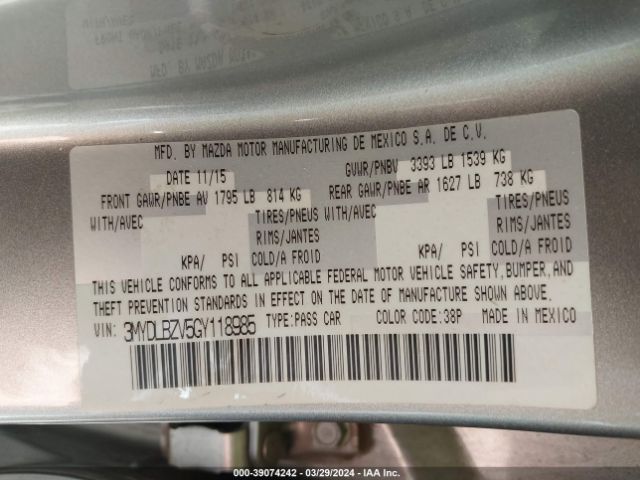 MFD. BY MAZDA MOTOR MANUFACTURING DE MEXICO S.A. DE C.V.
DATE 11/15 GVWR/PNBV 3393 LB 1539 KG
FRONT GAWR/PNBE AV 1795 LB 814 KG REAR GAWR/PNBE AR 1627 LB 738 KG
WITH/AVEC TIRES/PNEUS WITH/AVEC TIRES/PNEUS
RIMS/JANTES RIMS/JANTES
KPA/ PSI COLD/A FROID KPA/ PSI COLD/A FROID
THIS VEHICLE CONFORMS TO ALL APPLICABLE FEDERAL MOTOR VEHICLE SAFETY, BUMPER, AND
THEFT PREVENTION STANDARDS IN EFFECT ON THE DATE OF MANUFACTURE SHOWN ABOVE.
VIN: 3MYDLBZV5GY118985 TYPE:PASS CAR COLOR CODE: 38P MADE IN MEXICO
000-39074242 - 03/29/2024 - IAA Inc.